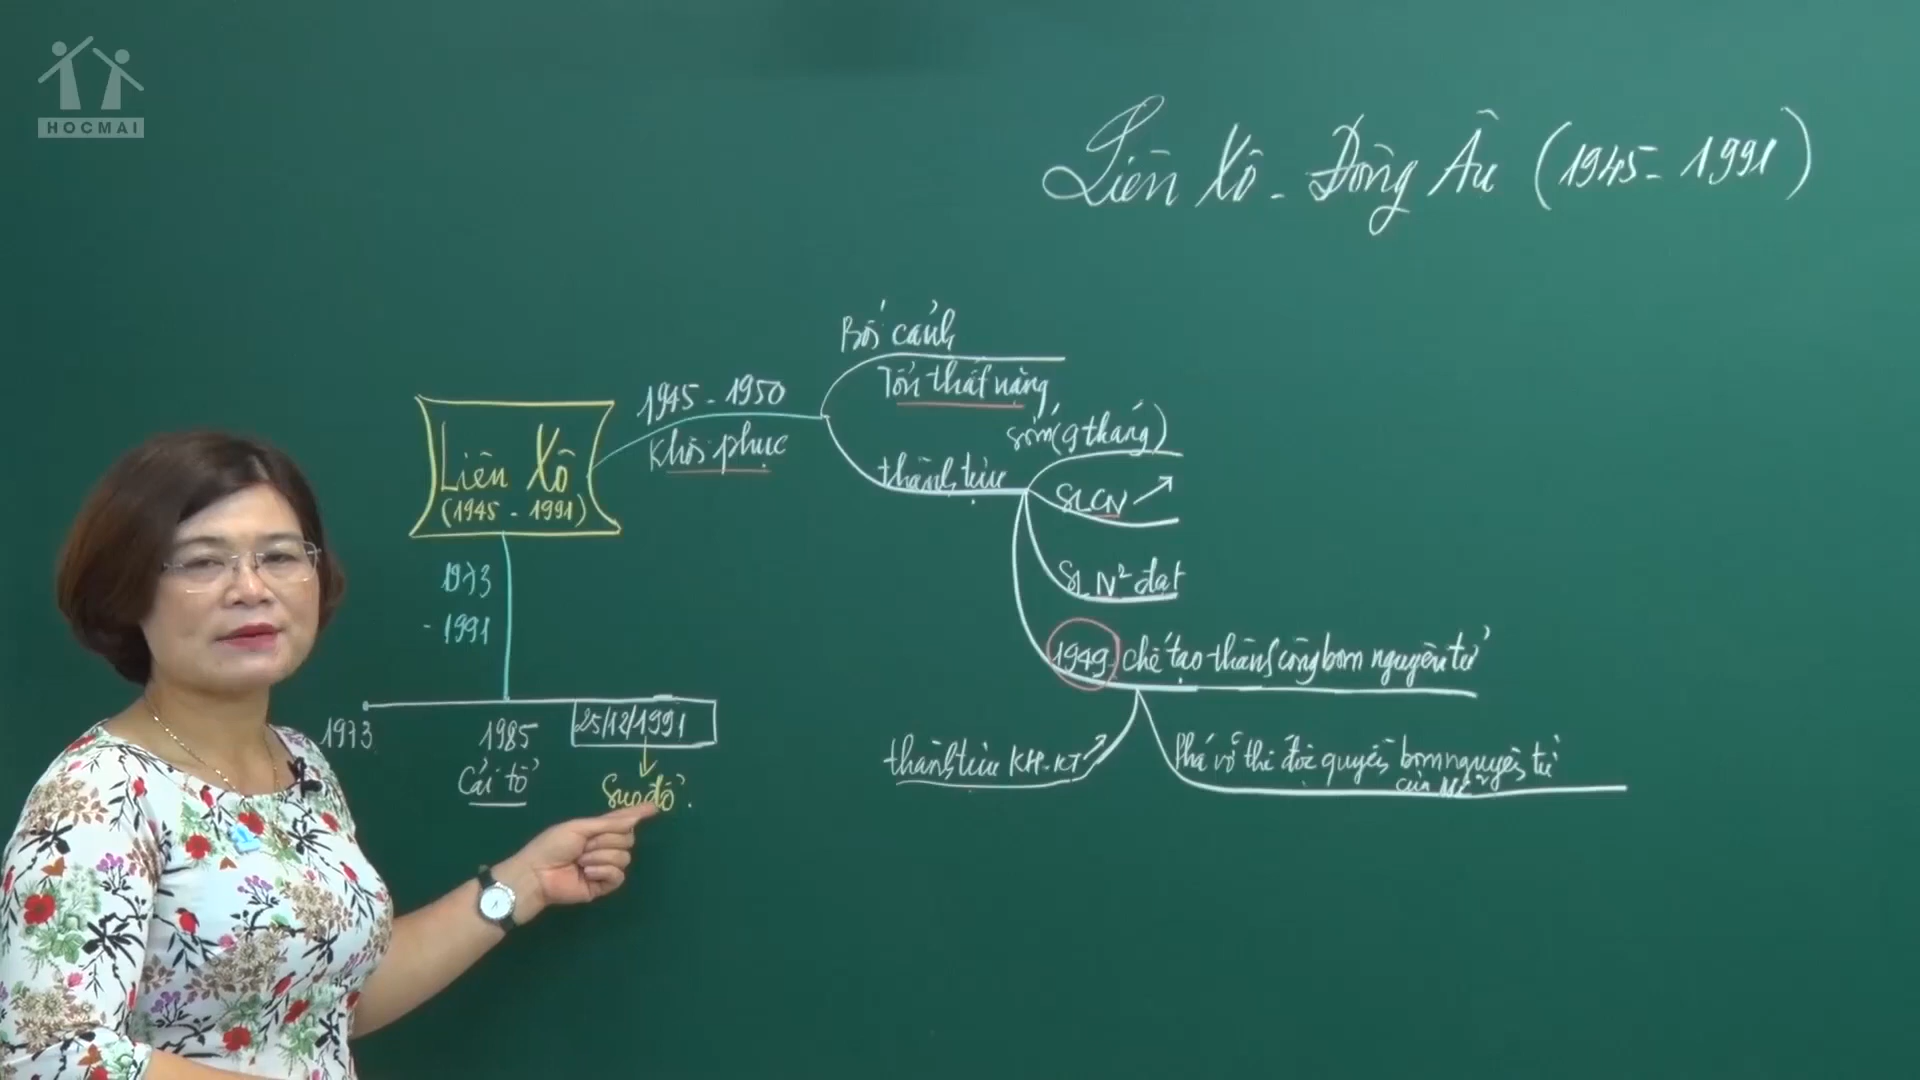 HOCMAI
Liên Xô - Đông Âu (1945 - 1991)
Bối cảnh
Tổn thất nặng
1945 - 1950
Khôi phục
sớm (9 tháng)
thành tựu
SLCN
SL N² đạt
1949 - chế tạo thành công bom nguyên tử
thành tựu KH-KT
Phá vỡ thế độc quyền bom nguyên tử
của Mĩ
Liên Xô
(1945 - 1991)
1973
- 1991
1973
1985
25/12/1991
Cải tổ
Sụp đổ.